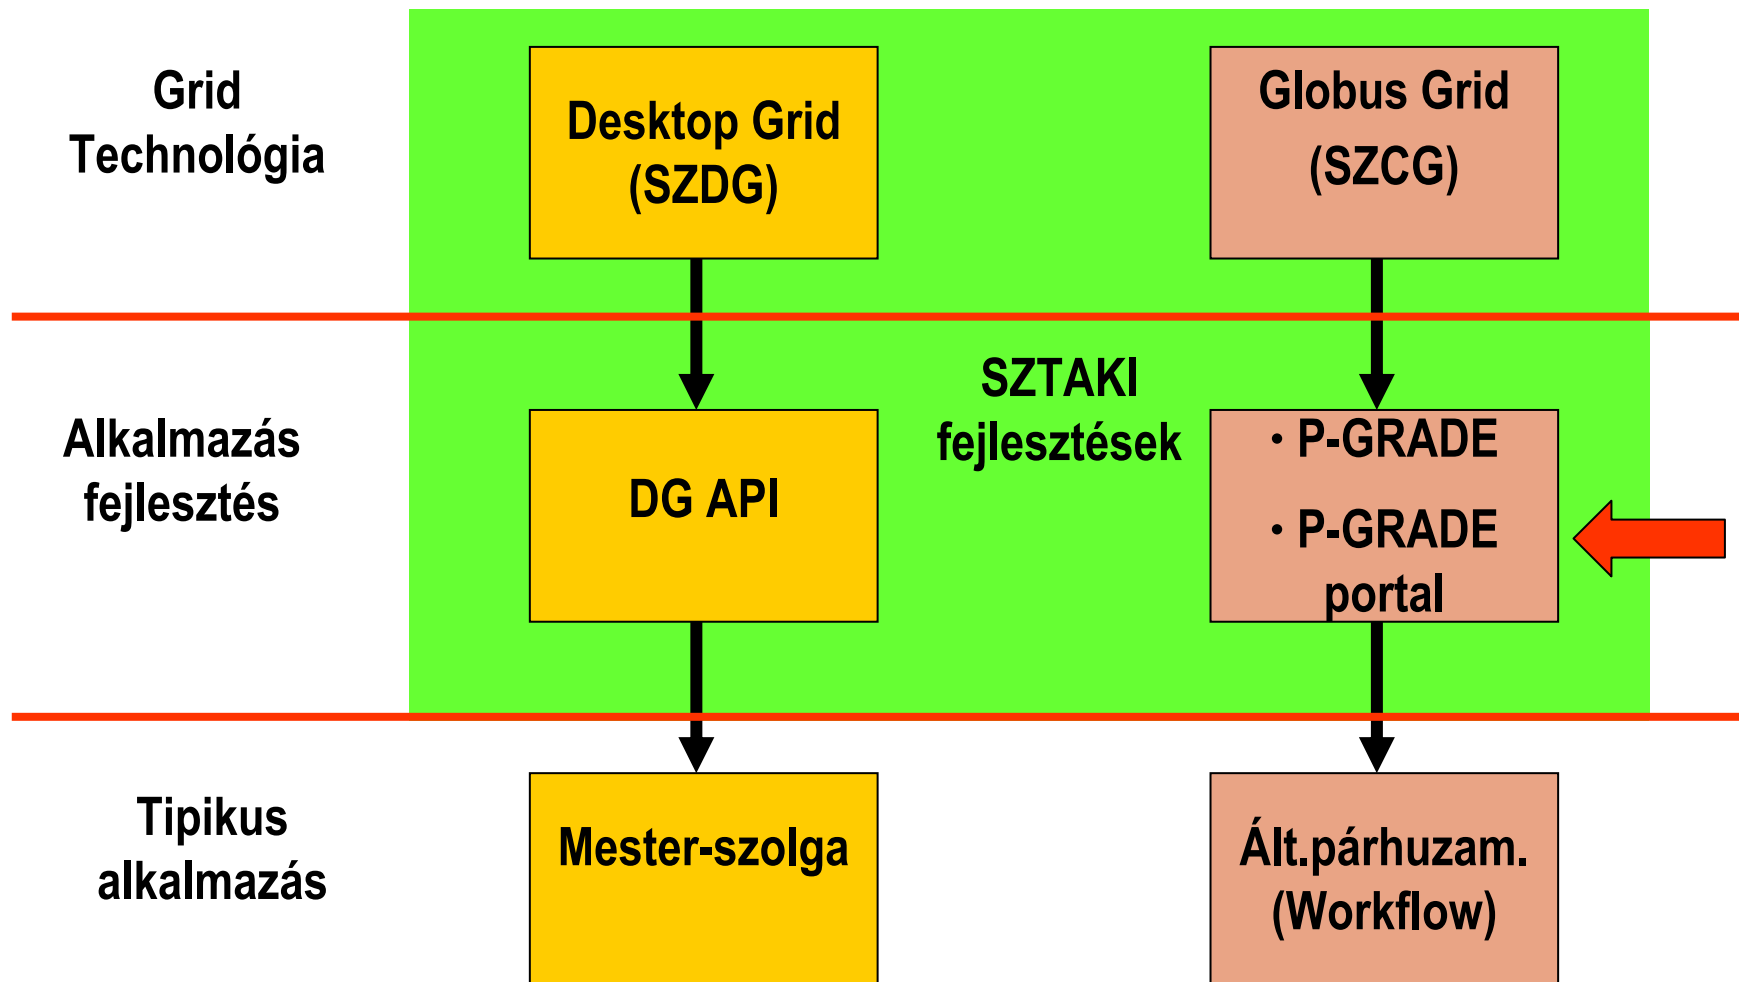 Grid
Technológia
Desktop Grid
(SZDG)
Globus Grid
(SZCG)
Alkalmazás
fejlesztés
DG API
SZTAKI
fejlesztések
• P-GRADE
• P-GRADE
portal
Tipikus
alkalmazás
Mester-szolga
Ált.párhuzam.
(Workflow)